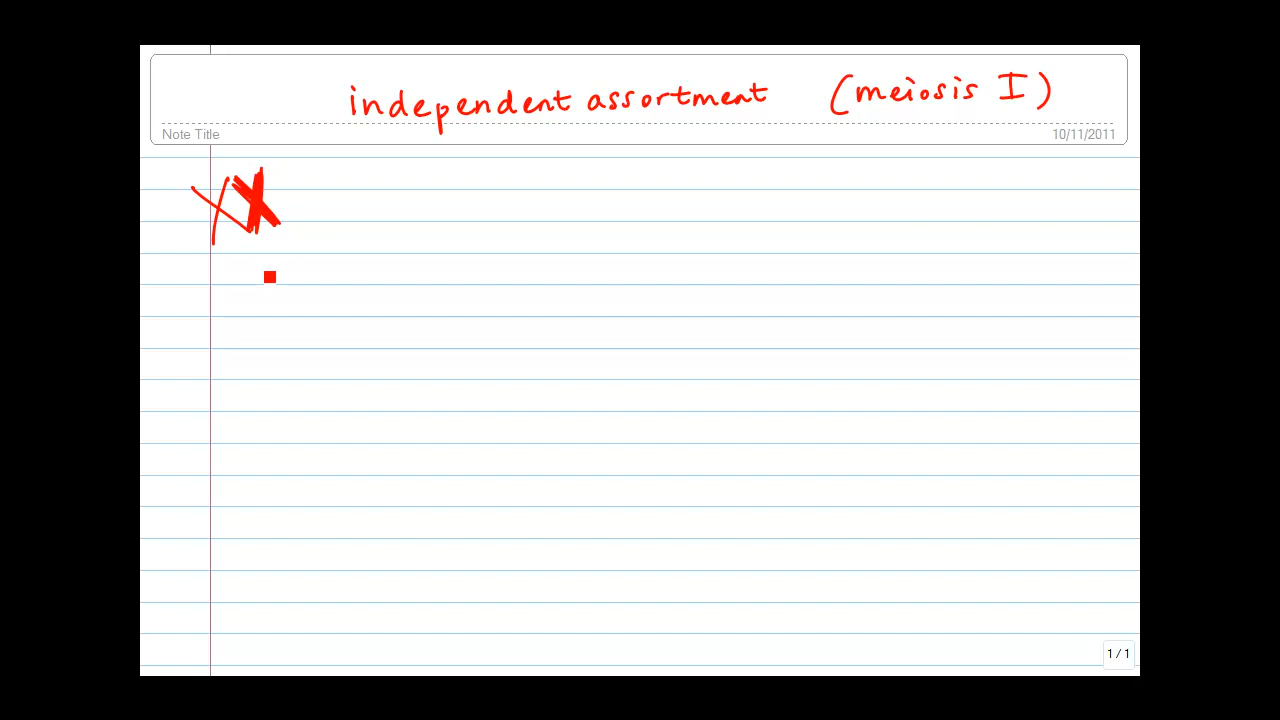 independent assortment (meiosis I)
Note Title 10/11/2011
1 / 1